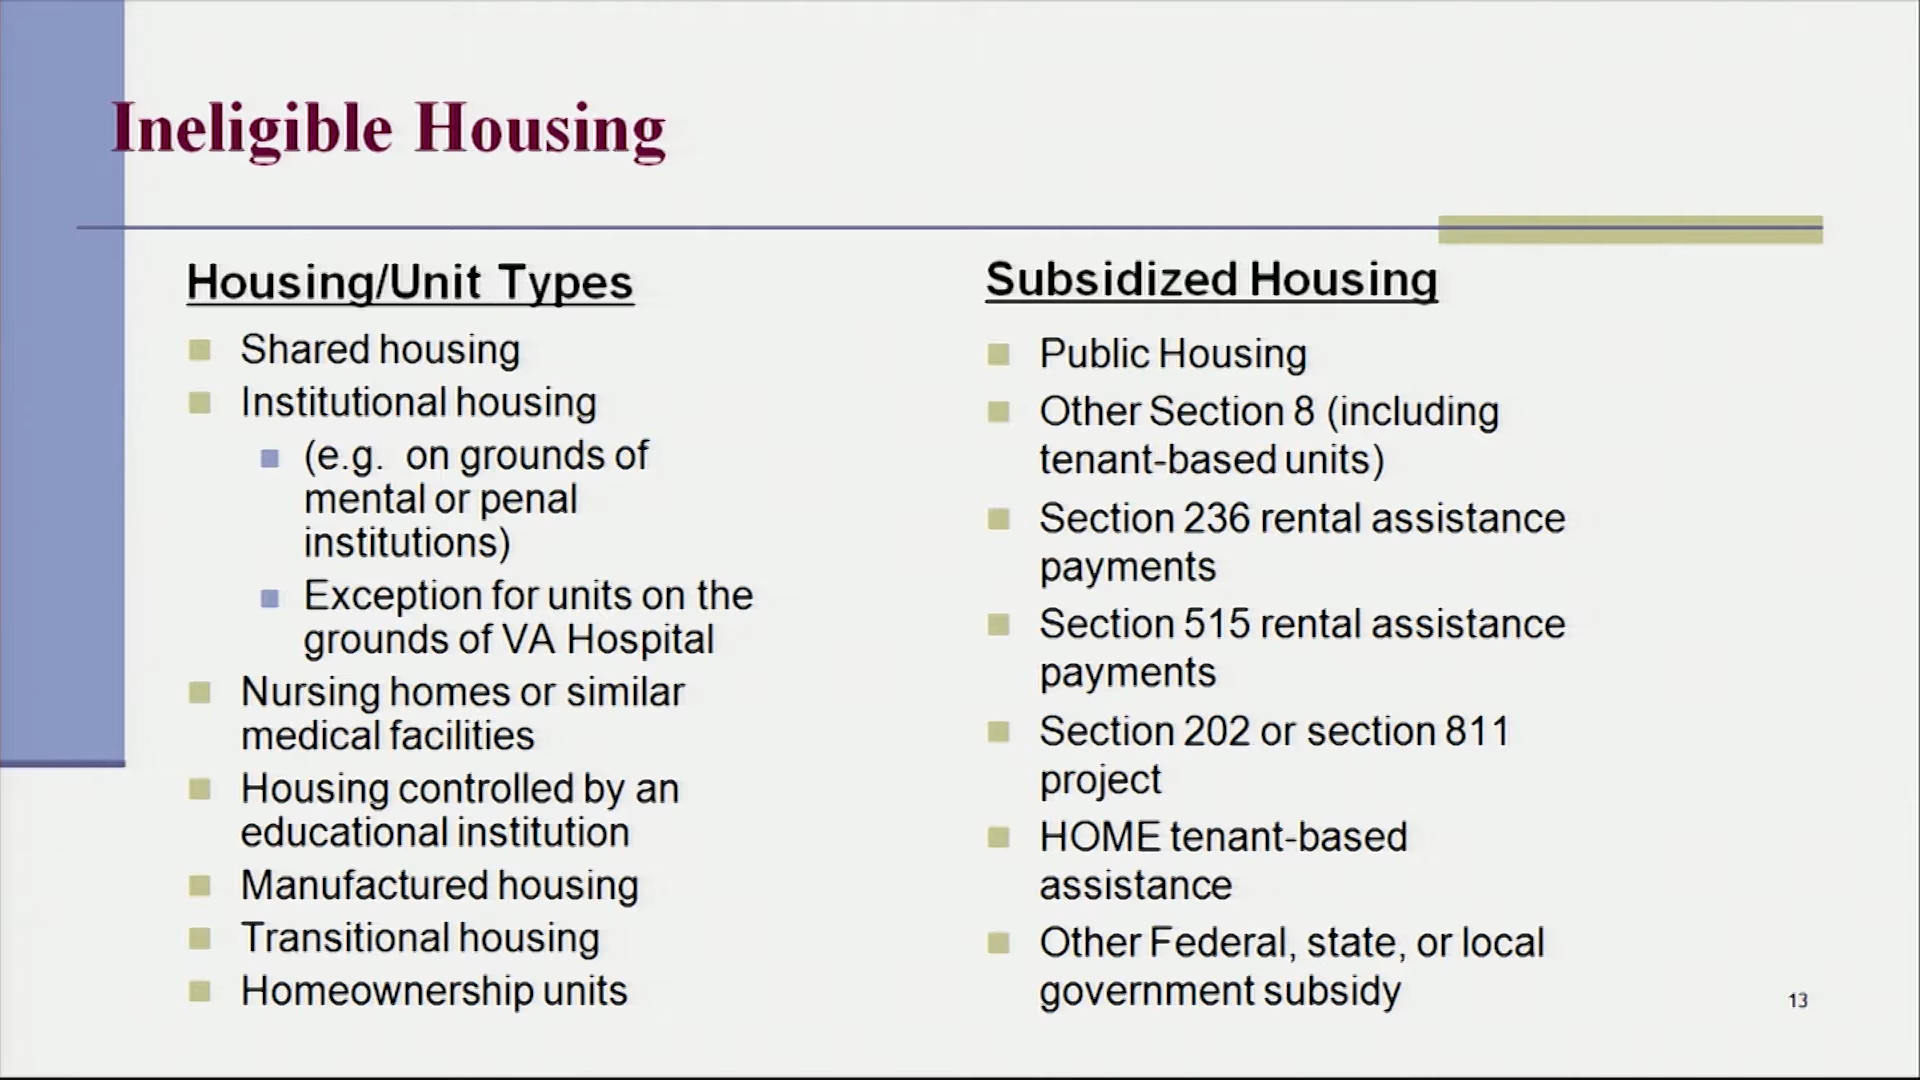 Ineligible Housing
Housing/Unit Types
Shared housing
Institutional housing
(e.g. on grounds of
mental or penal
institutions)
Exception for units on the
grounds of VA Hospital
Nursing homes or similar
medical facilities
Housing controlled by an
educational institution
Manufactured housing
Transitional housing
Homeownership units
Subsidized Housing
Public Housing
Other Section 8 (including
tenant-based units)
Section 236 rental assistance
payments
Section 515 rental assistance
payments
Section 202 or section 811
project
HOME tenant-based
assistance
Other Federal, state, or local
government subsidy
13